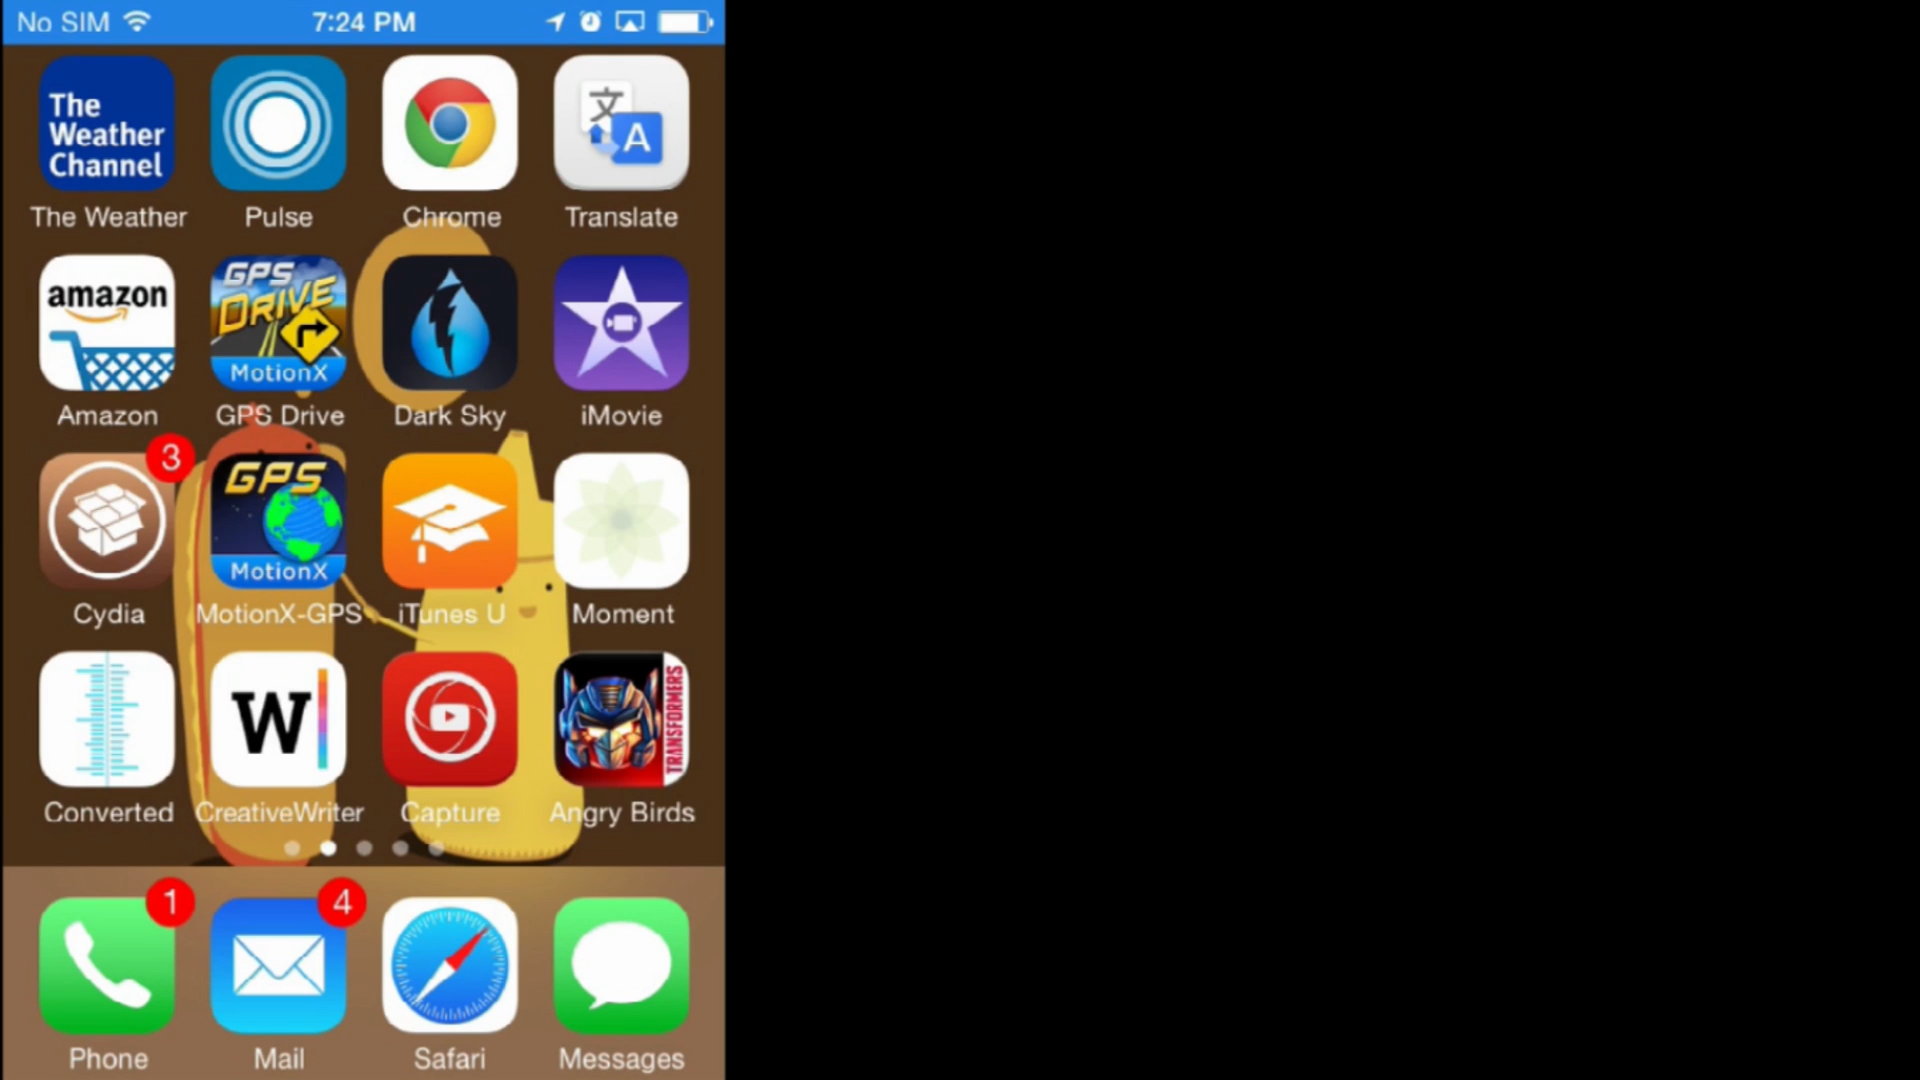 No SIM 7:24 PM
The
Weather
Channel
文 A
The Weather Pulse Chrome Translate
amazon
GPS
DRIVE
MotionX
Amazon GPS Drive Dark Sky iMovie
3
GPS
MotionX
Cydia MotionX-GPS iTunes U Moment
W
TRANSFORMERS
Converted CreativeWriter Capture Angry Birds
1 4
Phone Mail Safari Messages